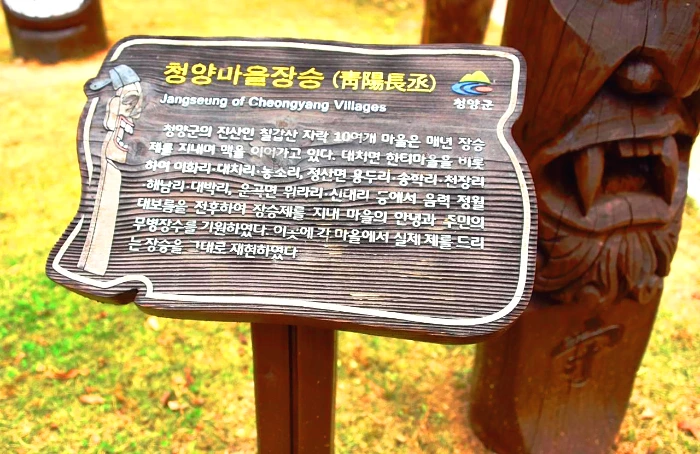 청양마을장승 (靑陽長丞)
청양군
Jangseung of Cheongyang Villages
청양군의 진산인 칠갑산 자락 10여개 마을은 매년 장승
제를 지내며 맥을 이어가고 있다. 대치면 한티마을을 비롯
하여 이화리·대치리·농소리, 정산면 용두리·송학리·천장리
해남리·대박리, 운곡면 위라리·신대리 등에서 음력 정월
대보름을 전후하여 장승제를 지내 마을의 안녕과 주민의
무병장수를 기원하였다. 이곳에 각 마을에서 실제 제를 드리
는 장승을 그대로 재현하였다